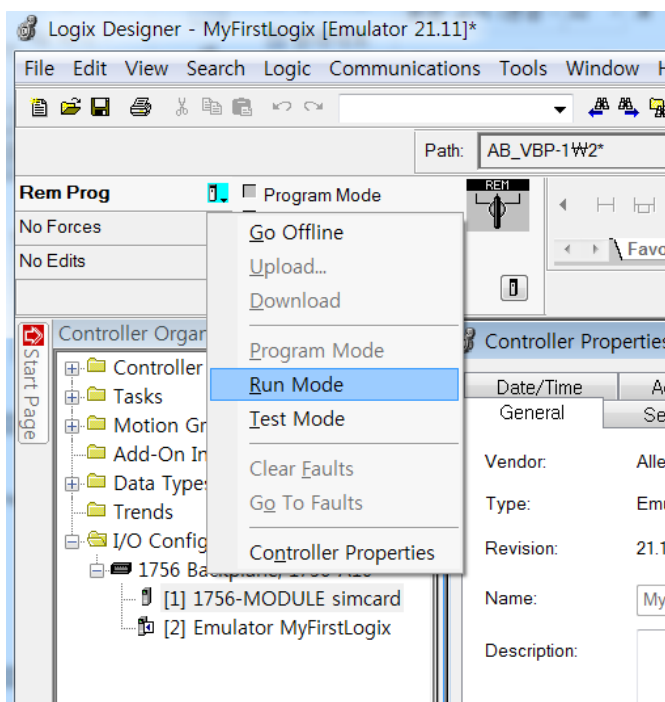 Logix Designer - MyFirstLogix [Emulator 21.11]*
File Edit View Search Logic Communications Tools Window
Path: AB_VBP-1₩2*
Rem Prog
Program Mode
REM
No Forces
No Edits
Favo
Go Offline
Upload...
Download
Program Mode
Run Mode
Test Mode
Clear Faults
Go To Faults
Controller Properties
Start Page
Controller Organ
Controller
Tasks
Motion Gr
Add-On In
Data Types
Trends
I/O Config
1756 Backplane, 1756-A10
[1] 1756-MODULE simcard
[2] Emulator MyFirstLogix
Controller Properties
Date/Time A
General Se
Vendor: Alle
Type: Emu
Revision: 21.1
Name: My
Description: